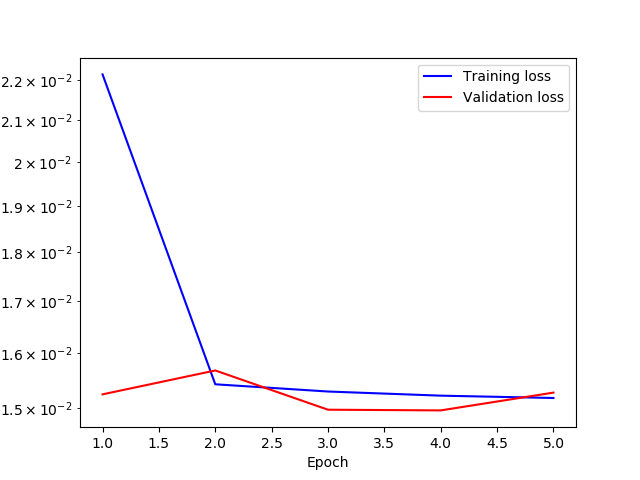 Training loss
Validation loss
2.2 × 10⁻²
2.1 × 10⁻²
2 × 10⁻²
1.9 × 10⁻²
1.8 × 10⁻²
1.7 × 10⁻²
1.6 × 10⁻²
1.5 × 10⁻²
1.0 1.5 2.0 2.5 3.0 3.5 4.0 4.5 5.0
Epoch